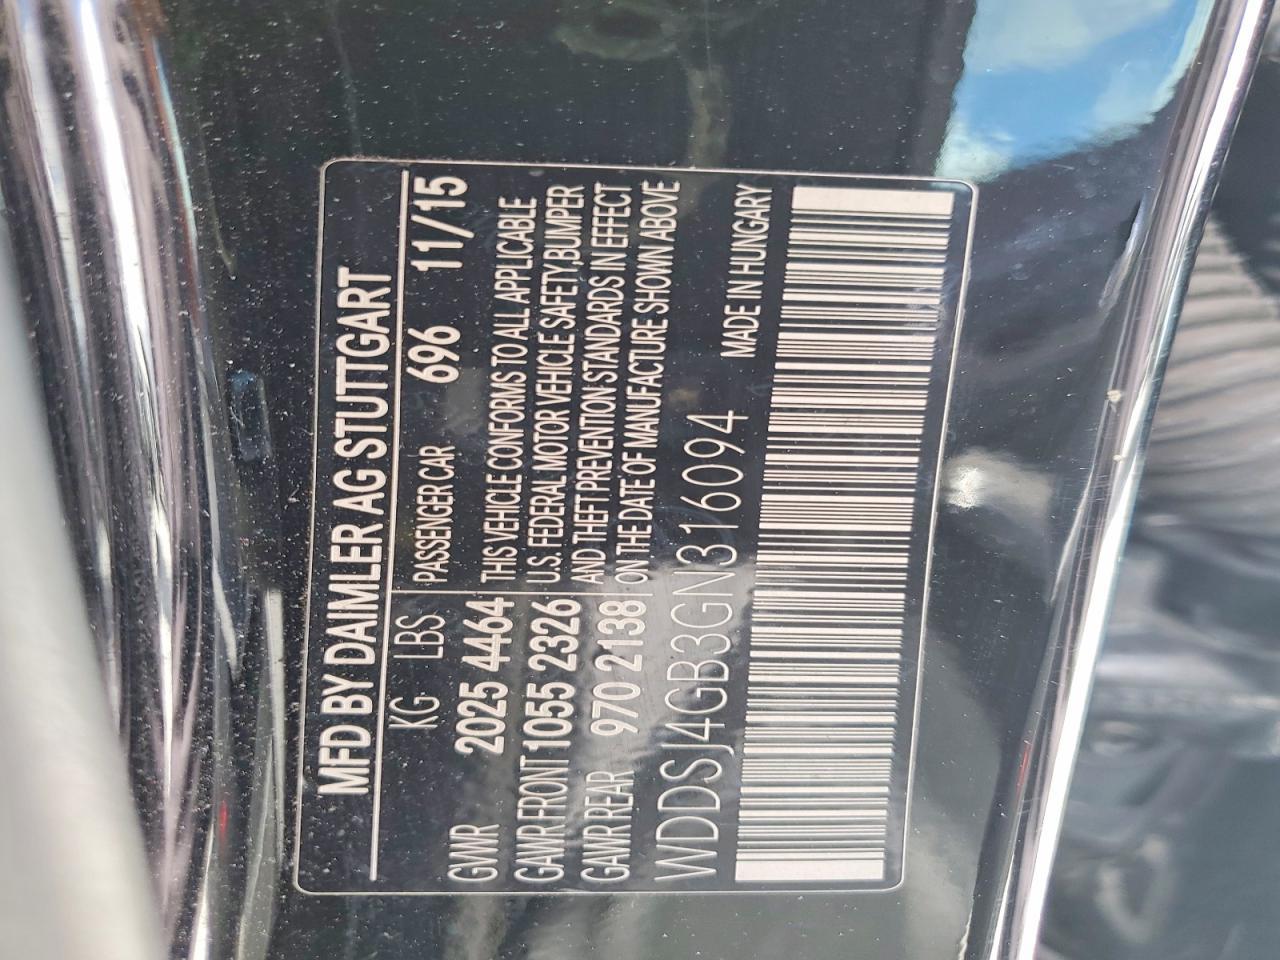 MFD BY DAIMLER AG STUTTGART
KG LBS PASSENGER CAR 696 11/15
GVWR 2025 4464 THIS VEHICLE CONFORMS TO ALL APPLICABLE
GAWR FRONT 1055 2326 U.S. FEDERAL MOTOR VEHICLE SAFETY,BUMPER
GAWR REAR 970 2138 AND THEFT PREVENTION STANDARDS IN EFFECT
ON THE DATE OF MANUFACTURE SHOWN ABOVE
WDDSJ4GB3GN316094
MADE IN HUNGARY